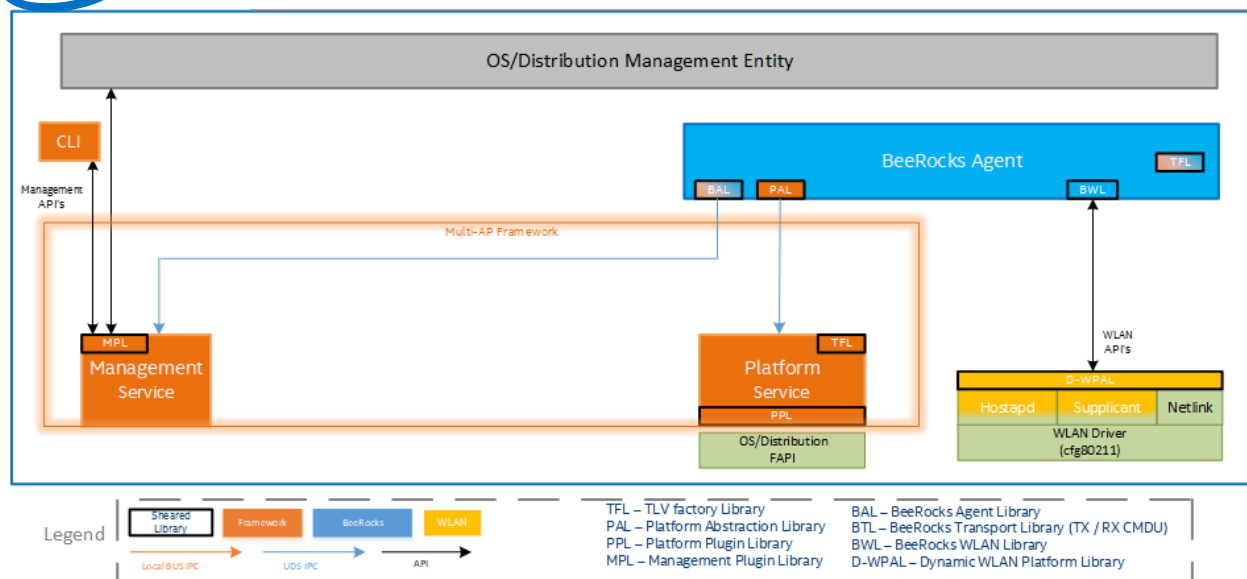 OS/Distribution Management Entity
CLI
BeeRocks Agent
TFL
Management
API's
BAL
PAL
BWL
Multi-AP Framework
MPL
Management
Service
TFL
Platform
Service
PPL
OS/Distribution
FAPI
WLAN
API's
D-WPAL
Hostapd
Supplicant
Netlink
WLAN Driver
(cfg80211)
Legend
Sheared
Library
Framework
BeeRocks
WLAN
Local BUS IPC
UDS IPC
API
TFL – TLV factory Library
PAL – Platform Abstraction Library
PPL – Platform Plugin Library
MPL – Management Plugin Library
BAL – BeeRocks Agent Library
BTL – BeeRocks Transport Library (TX / RX CMDU)
BWL – BeeRocks WLAN Library
D-WPAL – Dynamic WLAN Platform Library